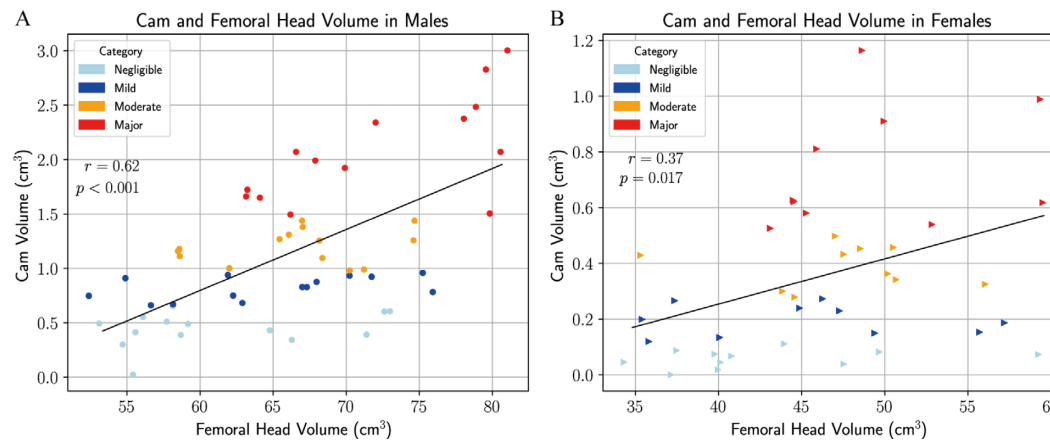 A
Cam and Femoral Head Volume in Males
Category
Negligible
Mild
Moderate
Major
r = 0.62
p < 0.001
3.0
2.5
2.0
1.5
1.0
0.5
0.0
Cam Volume (cm³)
55 60 65 70 75 80
Femoral Head Volume (cm³)
B
Cam and Femoral Head Volume in Females
Category
Negligible
Mild
Moderate
Major
r = 0.37
p = 0.017
1.2
1.0
0.8
0.6
0.4
0.2
0.0
Cam Volume (cm³)
35 40 45 50 55
Femoral Head Volume (cm³)